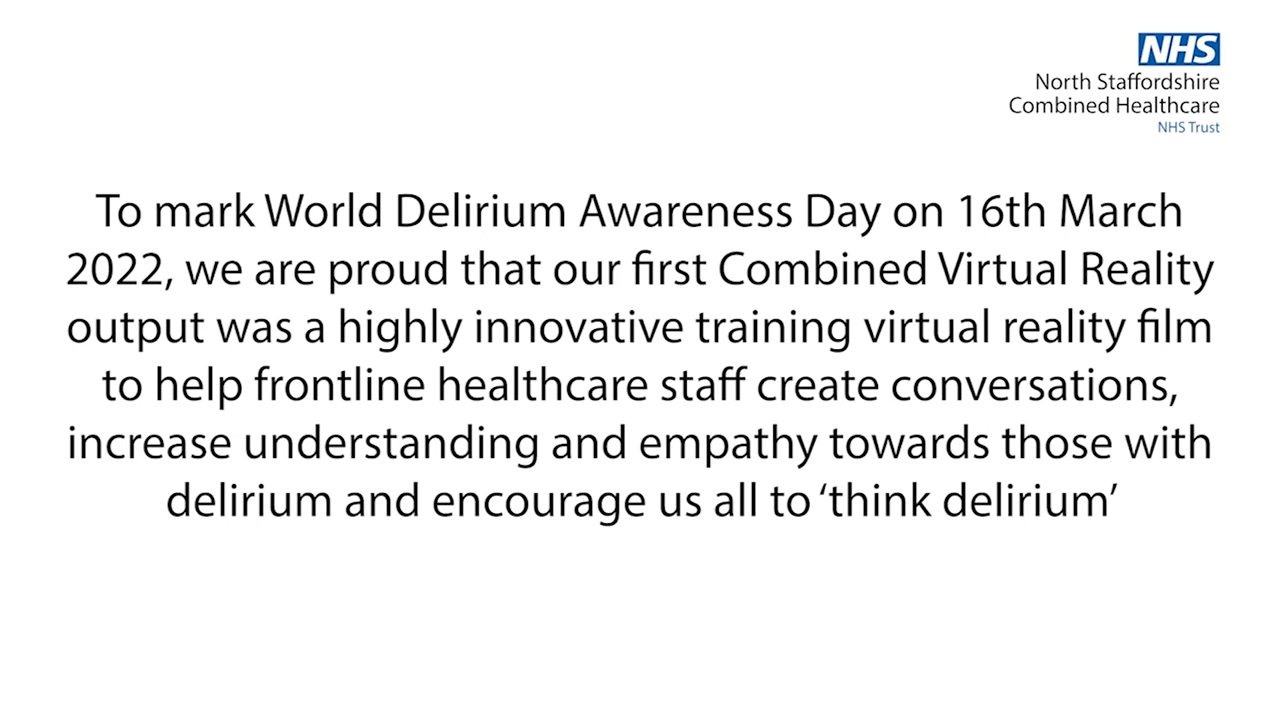 NHS
North Staffordshire
Combined Healthcare
NHS Trust
To mark World Delirium Awareness Day on 16th March
2022, we are proud that our first Combined Virtual Reality
output was a highly innovative training virtual reality film
to help frontline healthcare staff create conversations,
increase understanding and empathy towards those with
delirium and encourage us all to ‘think delirium’